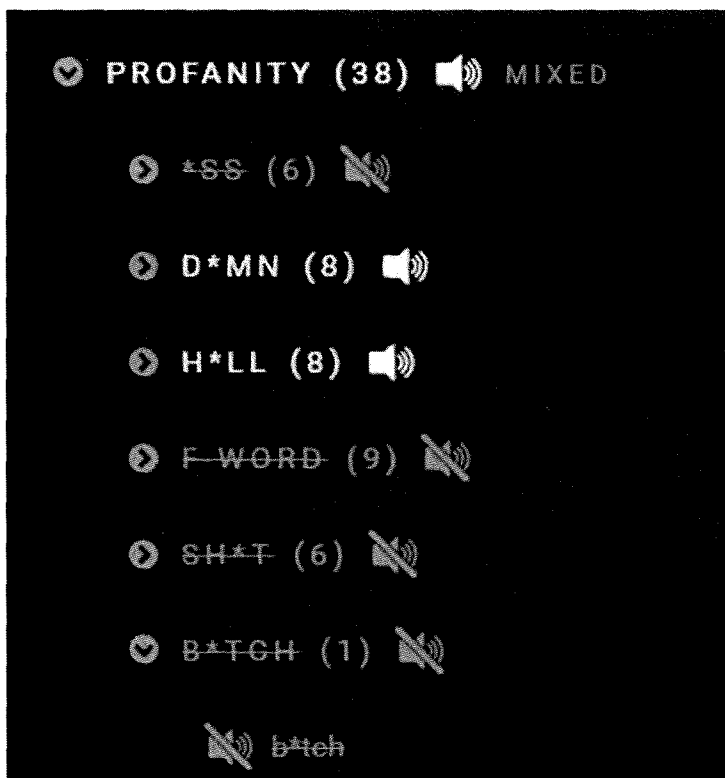 PROFANITY (38) MIXED
*SS (6)
D*MN (8)
H*LL (8)
F WORD (9)
SH*T (6)
B*TCH (1)
b*tch